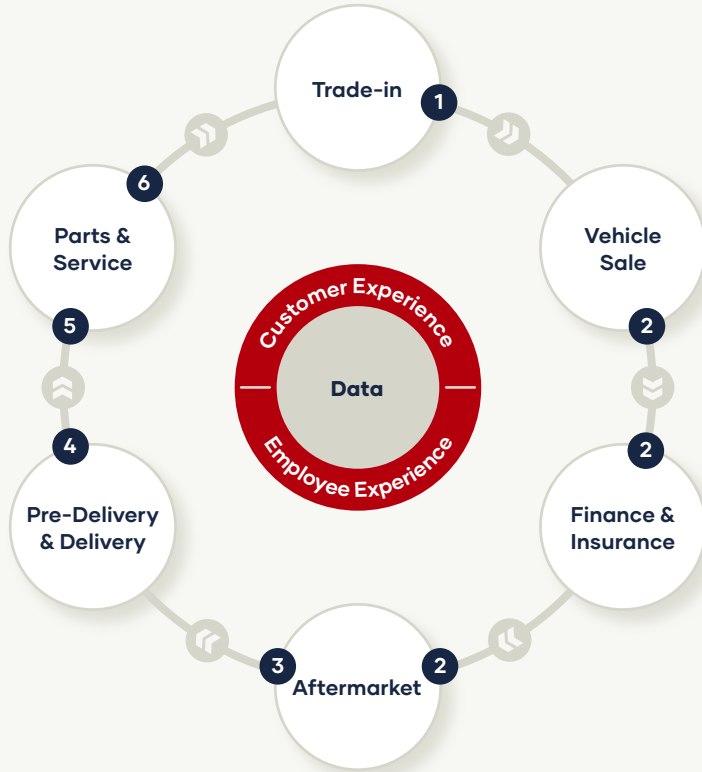 Trade-in
1
6
Parts &
Service
5
Vehicle
Sale
2
Customer Experience
Data
Employee Experience
4
Pre-Delivery
& Delivery
2
Finance &
Insurance
3
2
Aftermarket